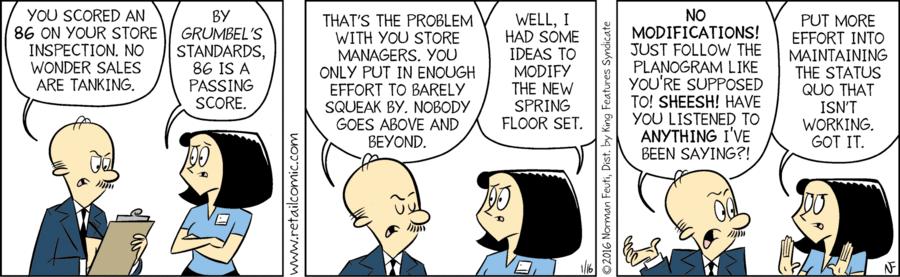 YOU SCORED AN
86 ON YOUR STORE
INSPECTION. NO
WONDER SALES
ARE TANKING.
BY
GRUMBEL'S
STANDARDS,
86 IS A
PASSING
SCORE.
www.retailcomic.com
THAT'S THE PROBLEM
WITH YOU STORE
MANAGERS. YOU
ONLY PUT IN ENOUGH
EFFORT TO BARELY
SQUEAK BY. NOBODY
GOES ABOVE AND
BEYOND.
WELL, I
HAD SOME
IDEAS TO
MODIFY
THE NEW
SPRING
FLOOR SET.
1/16
©2016 Norman Feuti, Dist. by King Features Syndicate
NO
MODIFICATIONS!
JUST FOLLOW THE
PLANOGRAM LIKE
YOU'RE SUPPOSED
TO! SHEESH! HAVE
YOU LISTENED TO
ANYTHING I'VE
BEEN SAYING?!
PUT MORE
EFFORT INTO
MAINTAINING
THE STATUS
QUO THAT
ISN'T
WORKING.
GOT IT.
NF